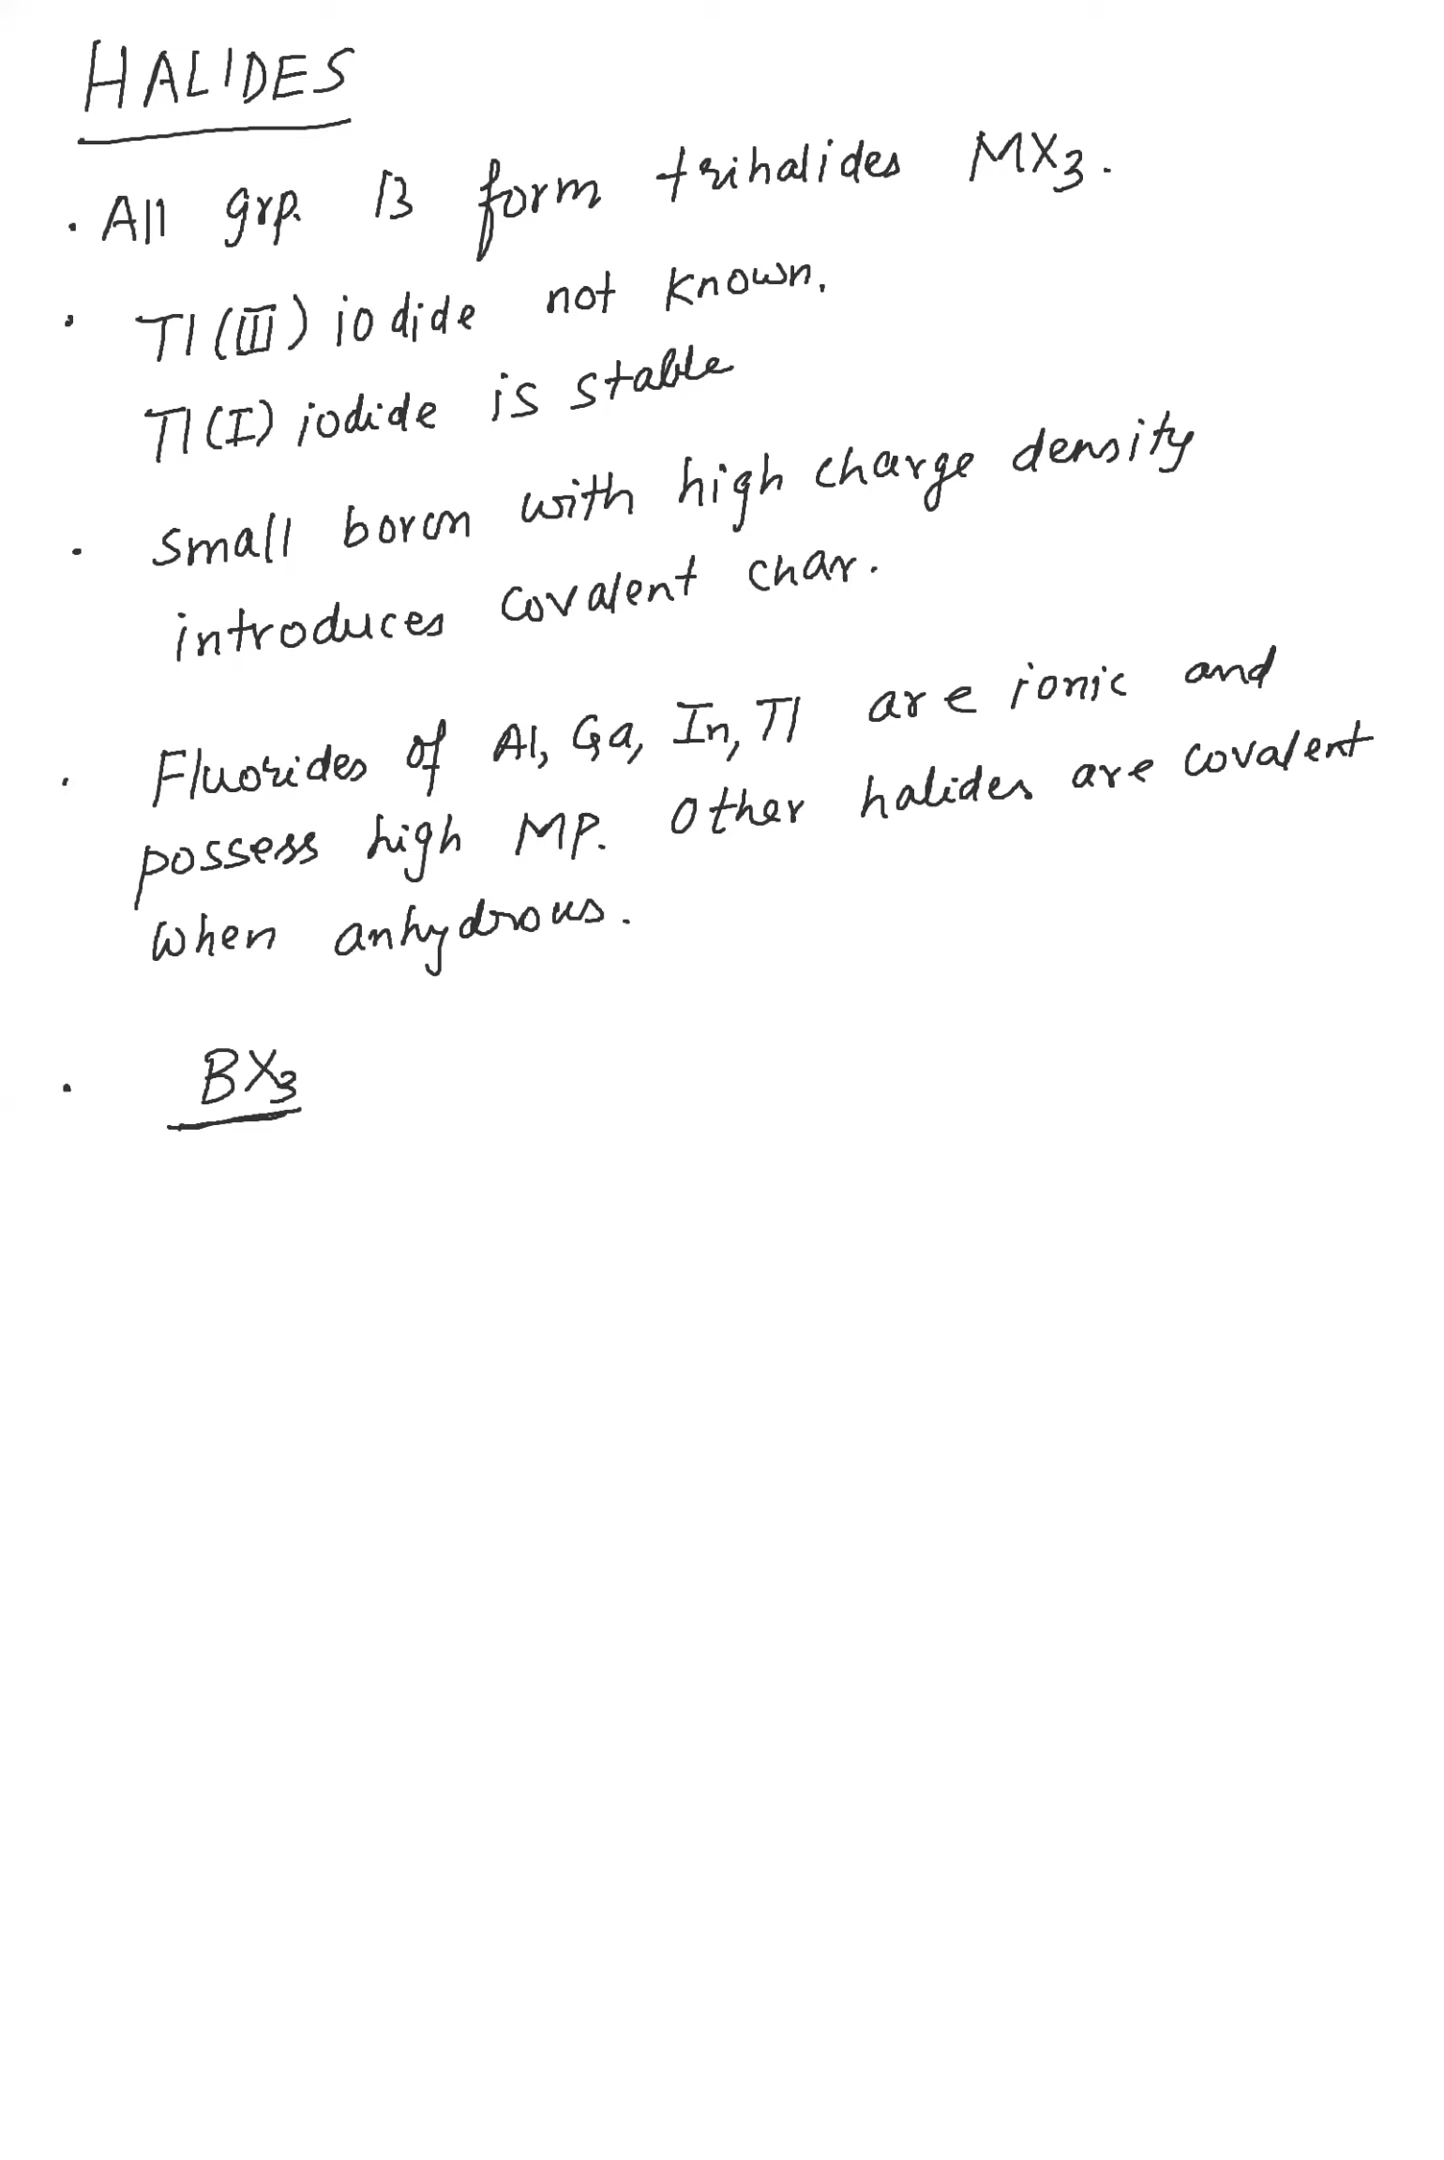 HALIDES
. All grp. 13 form trihalides MX₃.
. Tl(III) iodide not known.
Tl(I) iodide is stable
. small boron with high charge density
introduces covalent char.
. Fluorides of Al, Ga, In, Tl are ionic and
possess high MP. Other halides are covalent
when anhydrous.
. BX₃